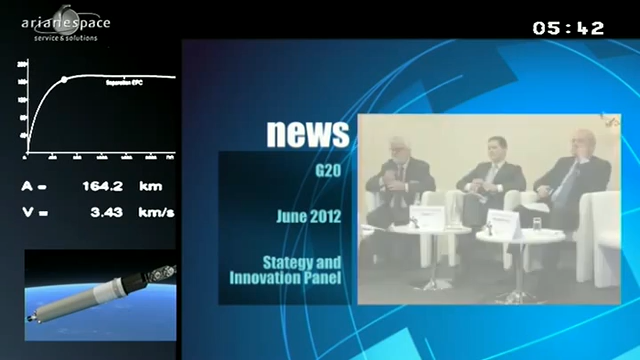 arianespace
service & solutions
05:42
Separation EPC
A = 164.2 km
V = 3.43 km/s
news
G20
June 2012
Stategy and
Innovation Panel